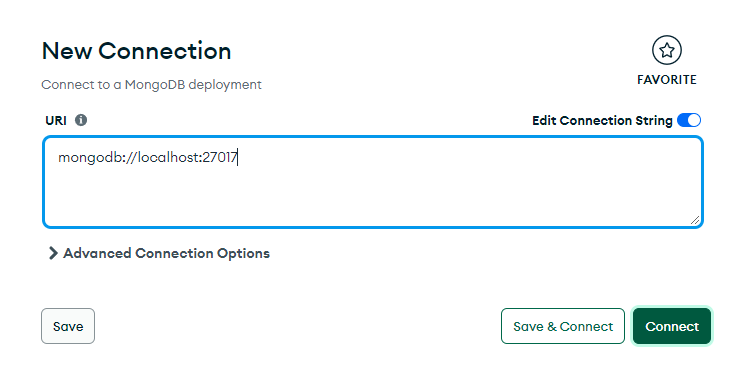 New Connection
FAVORITE
Connect to a MongoDB deployment
URI
Edit Connection String
mongodb://localhost:27017
Advanced Connection Options
Save
Save & Connect
Connect